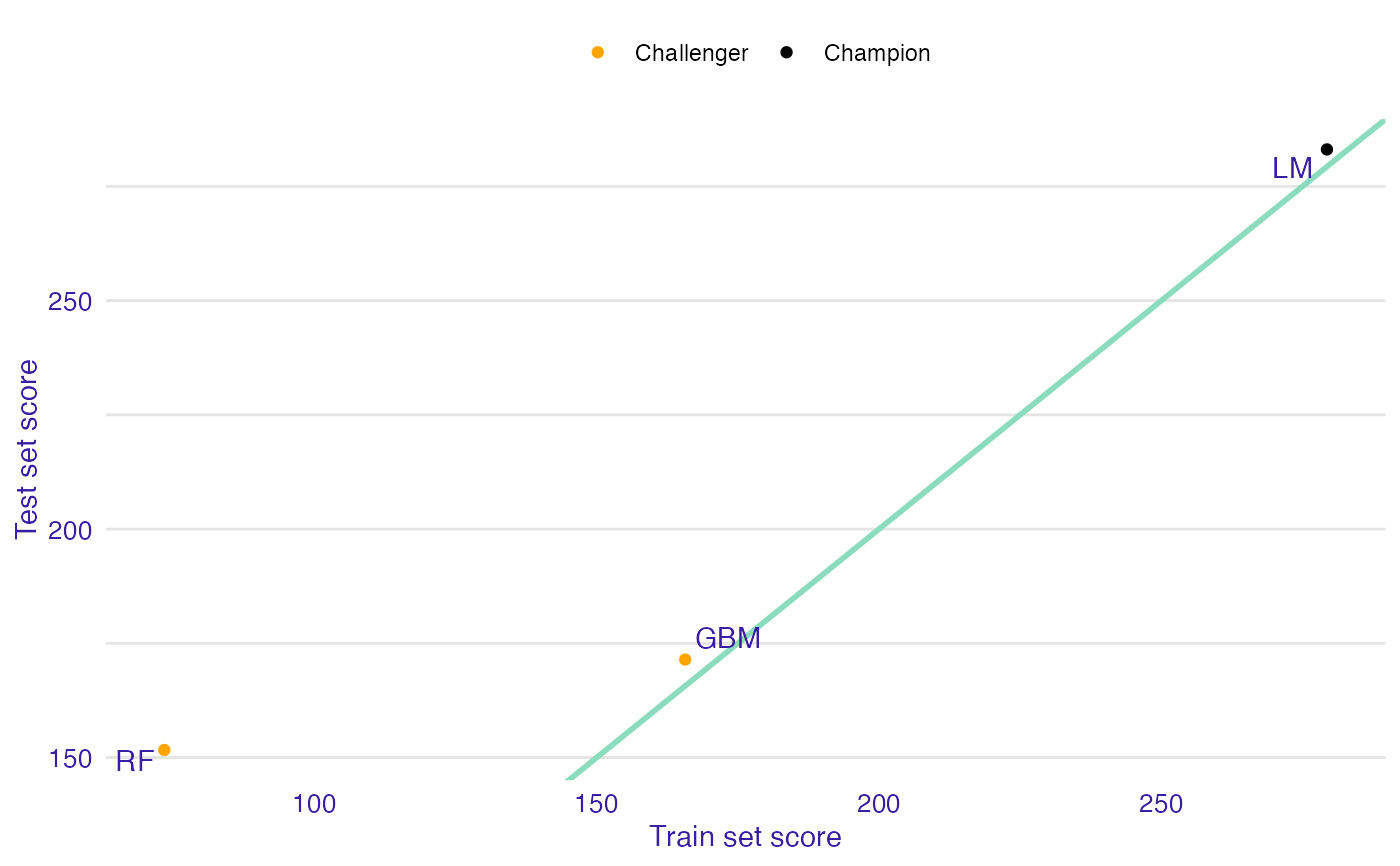 Challenger Champion
LM
250
Test set score
200
GBM
150
RF
100 150 200 250
Train set score